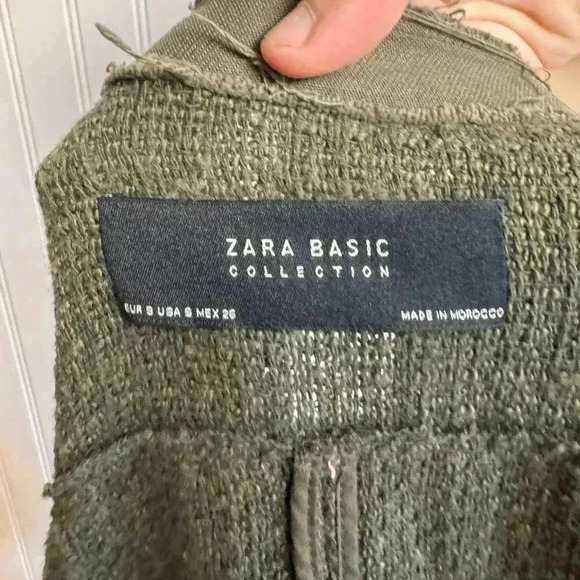 ZARA BASIC
COLLECTION
EUR S USA S MEX 26
MADE IN MOROCCO